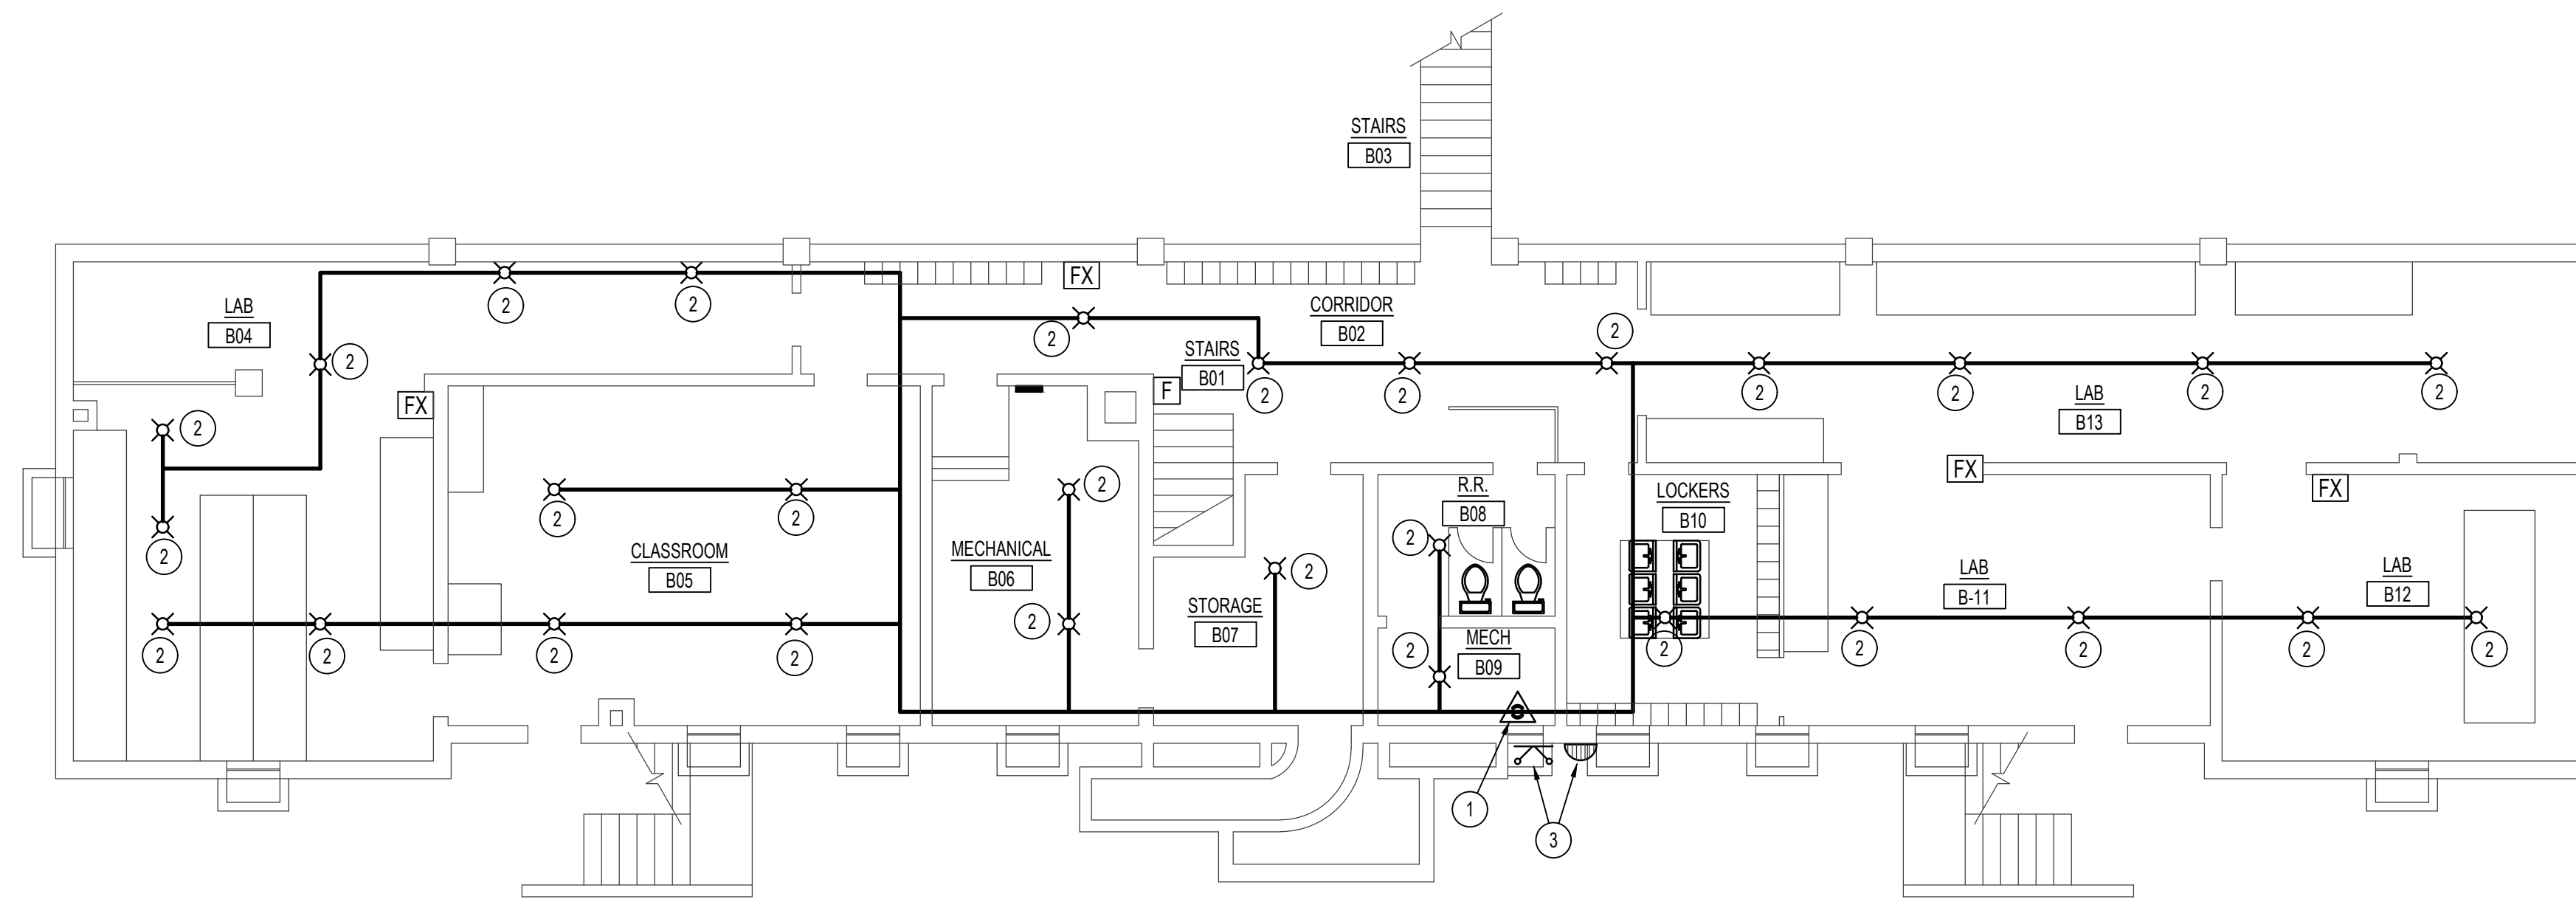 STAIRS
B03
FX
LAB
B04
2
2
CORRIDOR
B02
2
2
STAIRS
B01
2
F
FX
2
2
2
2
2
2
2
LAB
B13
2
FX
FX
2
R.R.
B08
LOCKERS
B10
2
2
2
2
CLASSROOM
B05
MECHANICAL
B06
2
STORAGE
B07
LAB
B-11
LAB
B12
2
2
2
2
2
2
MECH
B09
2
2
2
2
2
2
1
3